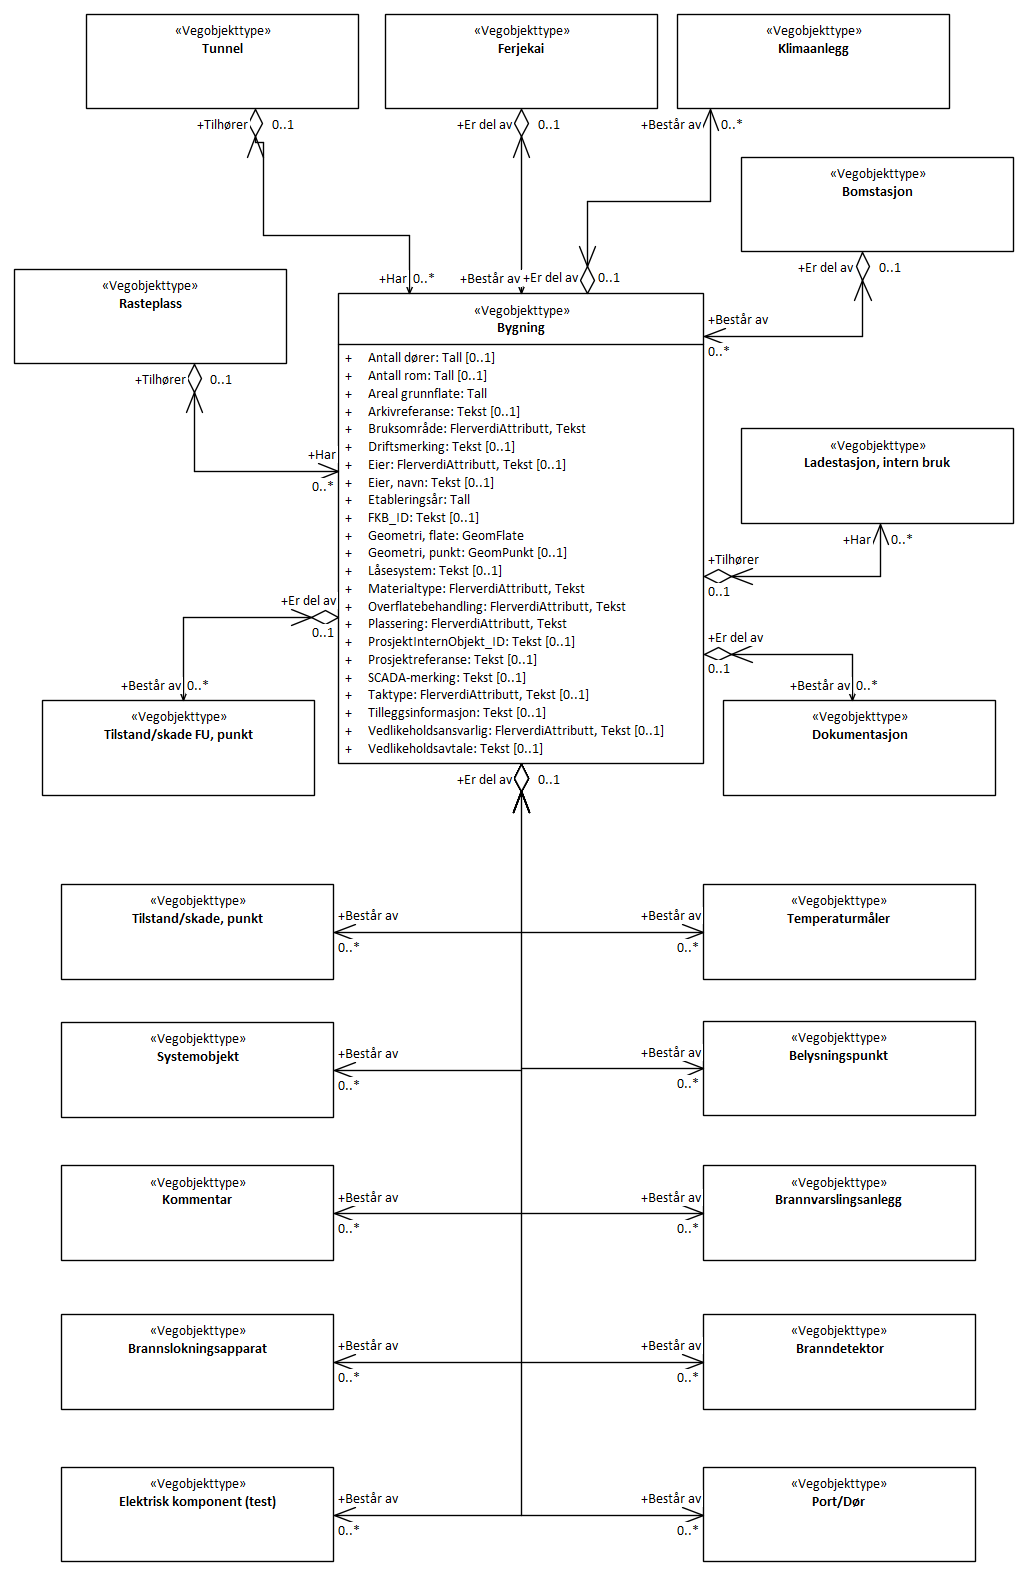 «Vegobjekttype»
Tunnel
«Vegobjekttype»
Ferjekai
«Vegobjekttype»
Klimaanlegg
+Tilhører
0..1
+Er del av
0..1
+Består av
0..*
«Vegobjekttype»
Bomstasjon
+Er del av
0..1
«Vegobjekttype»
Rasteplass
+Har
0..*
+Består av
+Er del av
0..1
+Består av
0..*
+Tilhører
0..1
+Har
0..*
«Vegobjekttype»
Bygning
+ Antall dører: Tall [0..1]
+ Antall rom: Tall [0..1]
+ Areal grunnflate: Tall
+ Arkivreferanse: Tekst [0..1]
+ Bruksområde: FlerverdiAttributt, Tekst
+ Driftsmerking: Tekst [0..1]
+ Eier: FlerverdiAttributt, Tekst [0..1]
+ Eier, navn: Tekst [0..1]
+ Etableringsår: Tall
+ FKB_ID: Tekst [0..1]
+ Geometri, flate: GeomFlate
+ Geometri, punkt: GeomPunkt [0..1]
+ Låsesystem: Tekst [0..1]
+ Materialtype: FlerverdiAttributt, Tekst
+ Overflatebehandling: FlerverdiAttributt, Tekst
+ Plassering: FlerverdiAttributt, Tekst
+ ProsjektInternObjekt_ID: Tekst [0..1]
+ Prosjektreferanse: Tekst [0..1]
+ SCADA-merking: Tekst [0..1]
+ Taktype: FlerverdiAttributt, Tekst [0..1]
+ Tilleggsinformasjon: Tekst [0..1]
+ Vedlikeholdsansvarlig: FlerverdiAttributt, Tekst [0..1]
+ Vedlikeholdsavtale: Tekst [0..1]
«Vegobjekttype»
Ladestasjon, intern bruk
+Har
0..*
+Tilhører
0..1
+Er del av
0..1
+Er del av
0..1
+Består av
0..*
+Består av
0..*
«Vegobjekttype»
Tilstand/skade FU, punkt
«Vegobjekttype»
Dokumentasjon
+Er del av
0..1
«Vegobjekttype»
Tilstand/skade, punkt
+Består av
0..*
+Består av
0..*
«Vegobjekttype»
Temperaturmåler
«Vegobjekttype»
Systemobjekt
+Består av
0..*
+Består av
0..*
«Vegobjekttype»
Belysningspunkt
«Vegobjekttype»
Kommentar
+Består av
0..*
+Består av
0..*
«Vegobjekttype»
Brannvarslingsanlegg
«Vegobjekttype»
Brannslokningsapparat
+Består av
0..*
+Består av
0..*
«Vegobjekttype»
Branndetektor
«Vegobjekttype»
Elektrisk komponent (test)
+Består av
0..*
+Består av
0..*
«Vegobjekttype»
Port/Dør